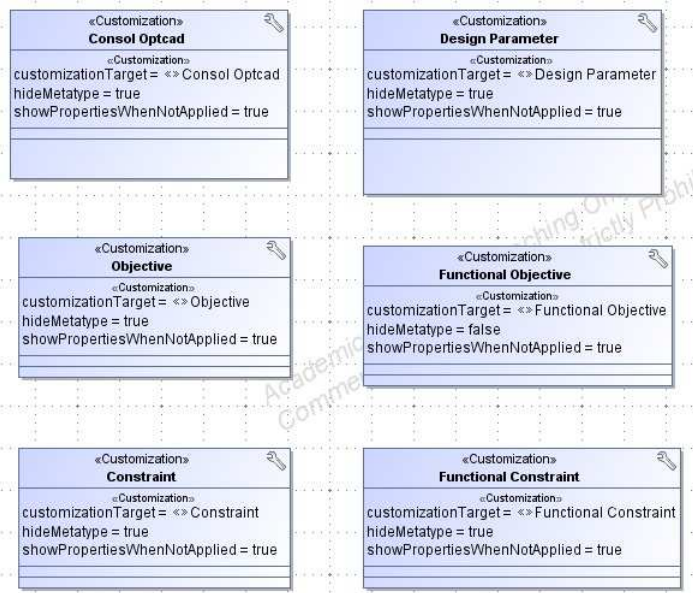 «Customization»
Consol Optcad
«Customization»
customizationTarget = «»Consol Optcad
hideMetatype = true
showPropertiesWhenNotApplied = true
«Customization»
Design Parameter
«Customization»
customizationTarget = «»Design Parameter
hideMetatype = true
showPropertiesWhenNotApplied = true
«Customization»
Objective
«Customization»
customizationTarget = «»Objective
hideMetatype = true
showPropertiesWhenNotApplied = true
«Customization»
Functional Objective
«Customization»
customizationTarget = «»Functional Objective
hideMetatype = false
showPropertiesWhenNotApplied = true
«Customization»
Constraint
«Customization»
customizationTarget = «»Constraint
hideMetatype = true
showPropertiesWhenNotApplied = true
«Customization»
Functional Constraint
«Customization»
customizationTarget = «»Functional Constraint
hideMetatype = true
showPropertiesWhenNotApplied = true
Academic